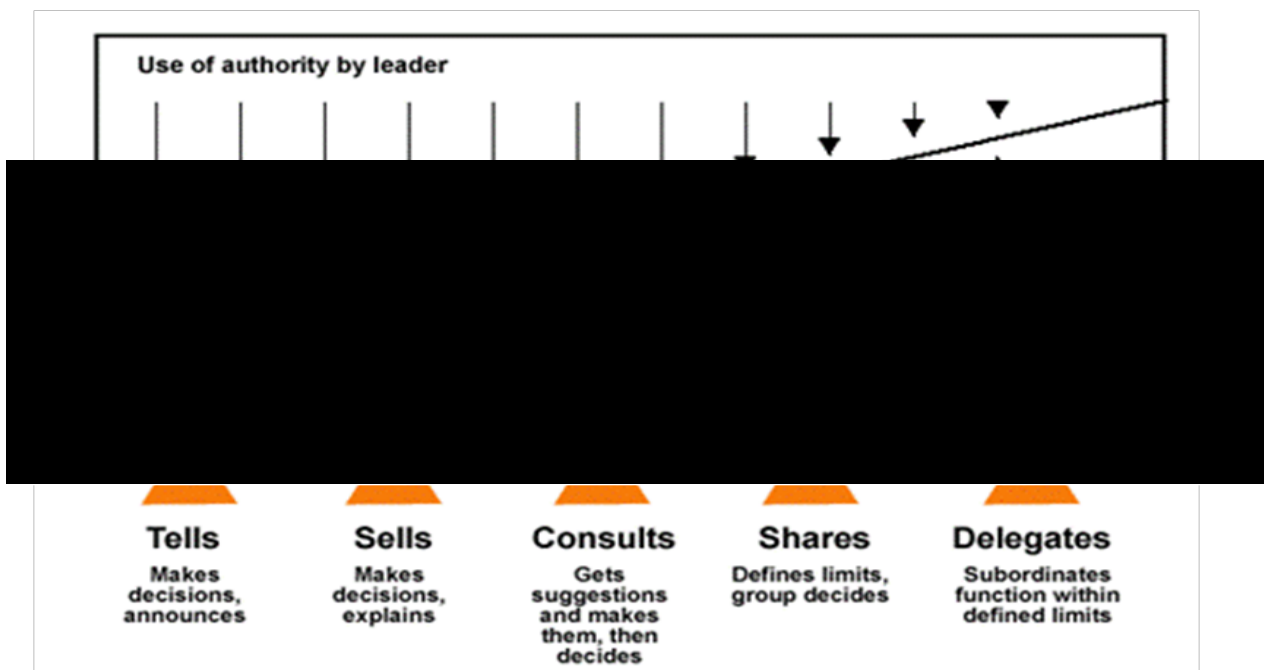 Use of authority by leader
Tells
Makes
decisions,
announces
Sells
Makes
decisions,
explains
Consults
Gets
suggestions
and makes
them, then
decides
Shares
Defines limits,
group decides
Delegates
Subordinates
function within
defined limits